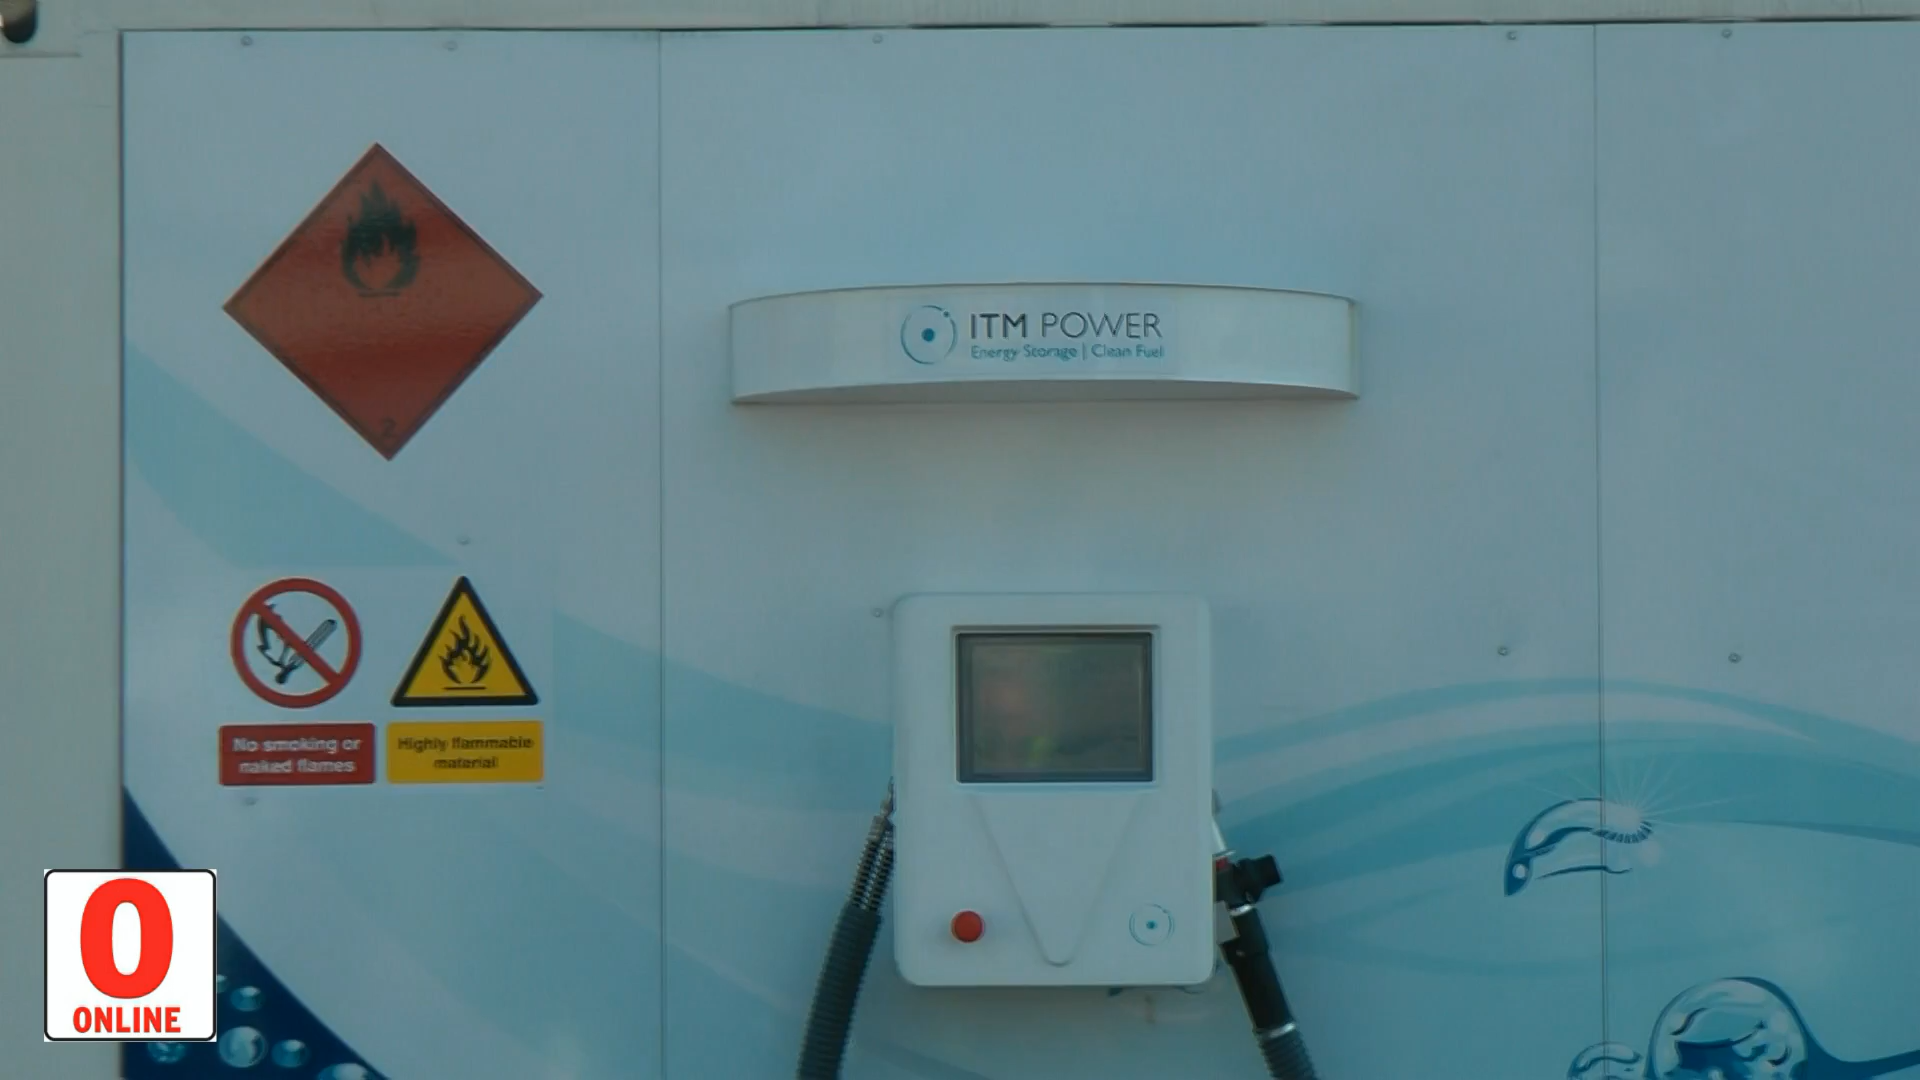 2
ITM POWER
Energy Storage | Clean Fuel
No smoking or
naked flames
Highly flammable
material
0
ONLINE